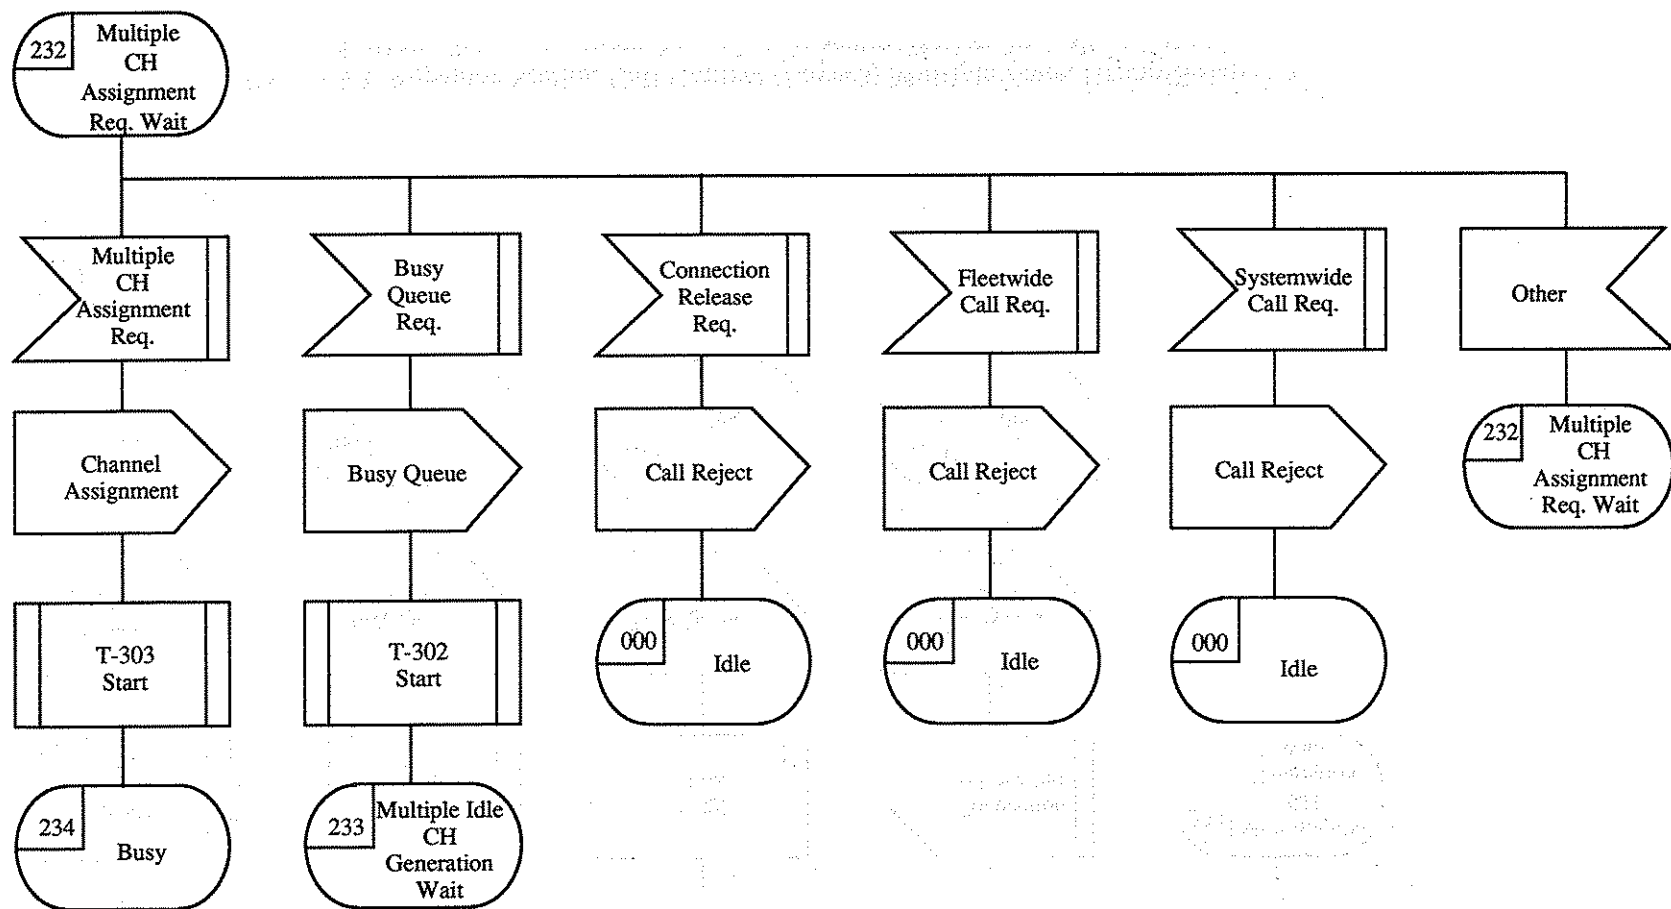 232
Multiple
CH
Assignment
Req. Wait
Multiple
CH
Assignment
Req.
Busy
Queue
Req.
Connection
Release
Req.
Fleetwide
Call Req.
Systemwide
Call Req.
Other
Channel
Assignment
Busy Queue
Call Reject
Call Reject
Call Reject
232
Multiple
CH
Assignment
Req. Wait
T-303
Start
T-302
Start
000
Idle
000
Idle
000
Idle
234
Busy
233
Multiple Idle
CH
Generation
Wait